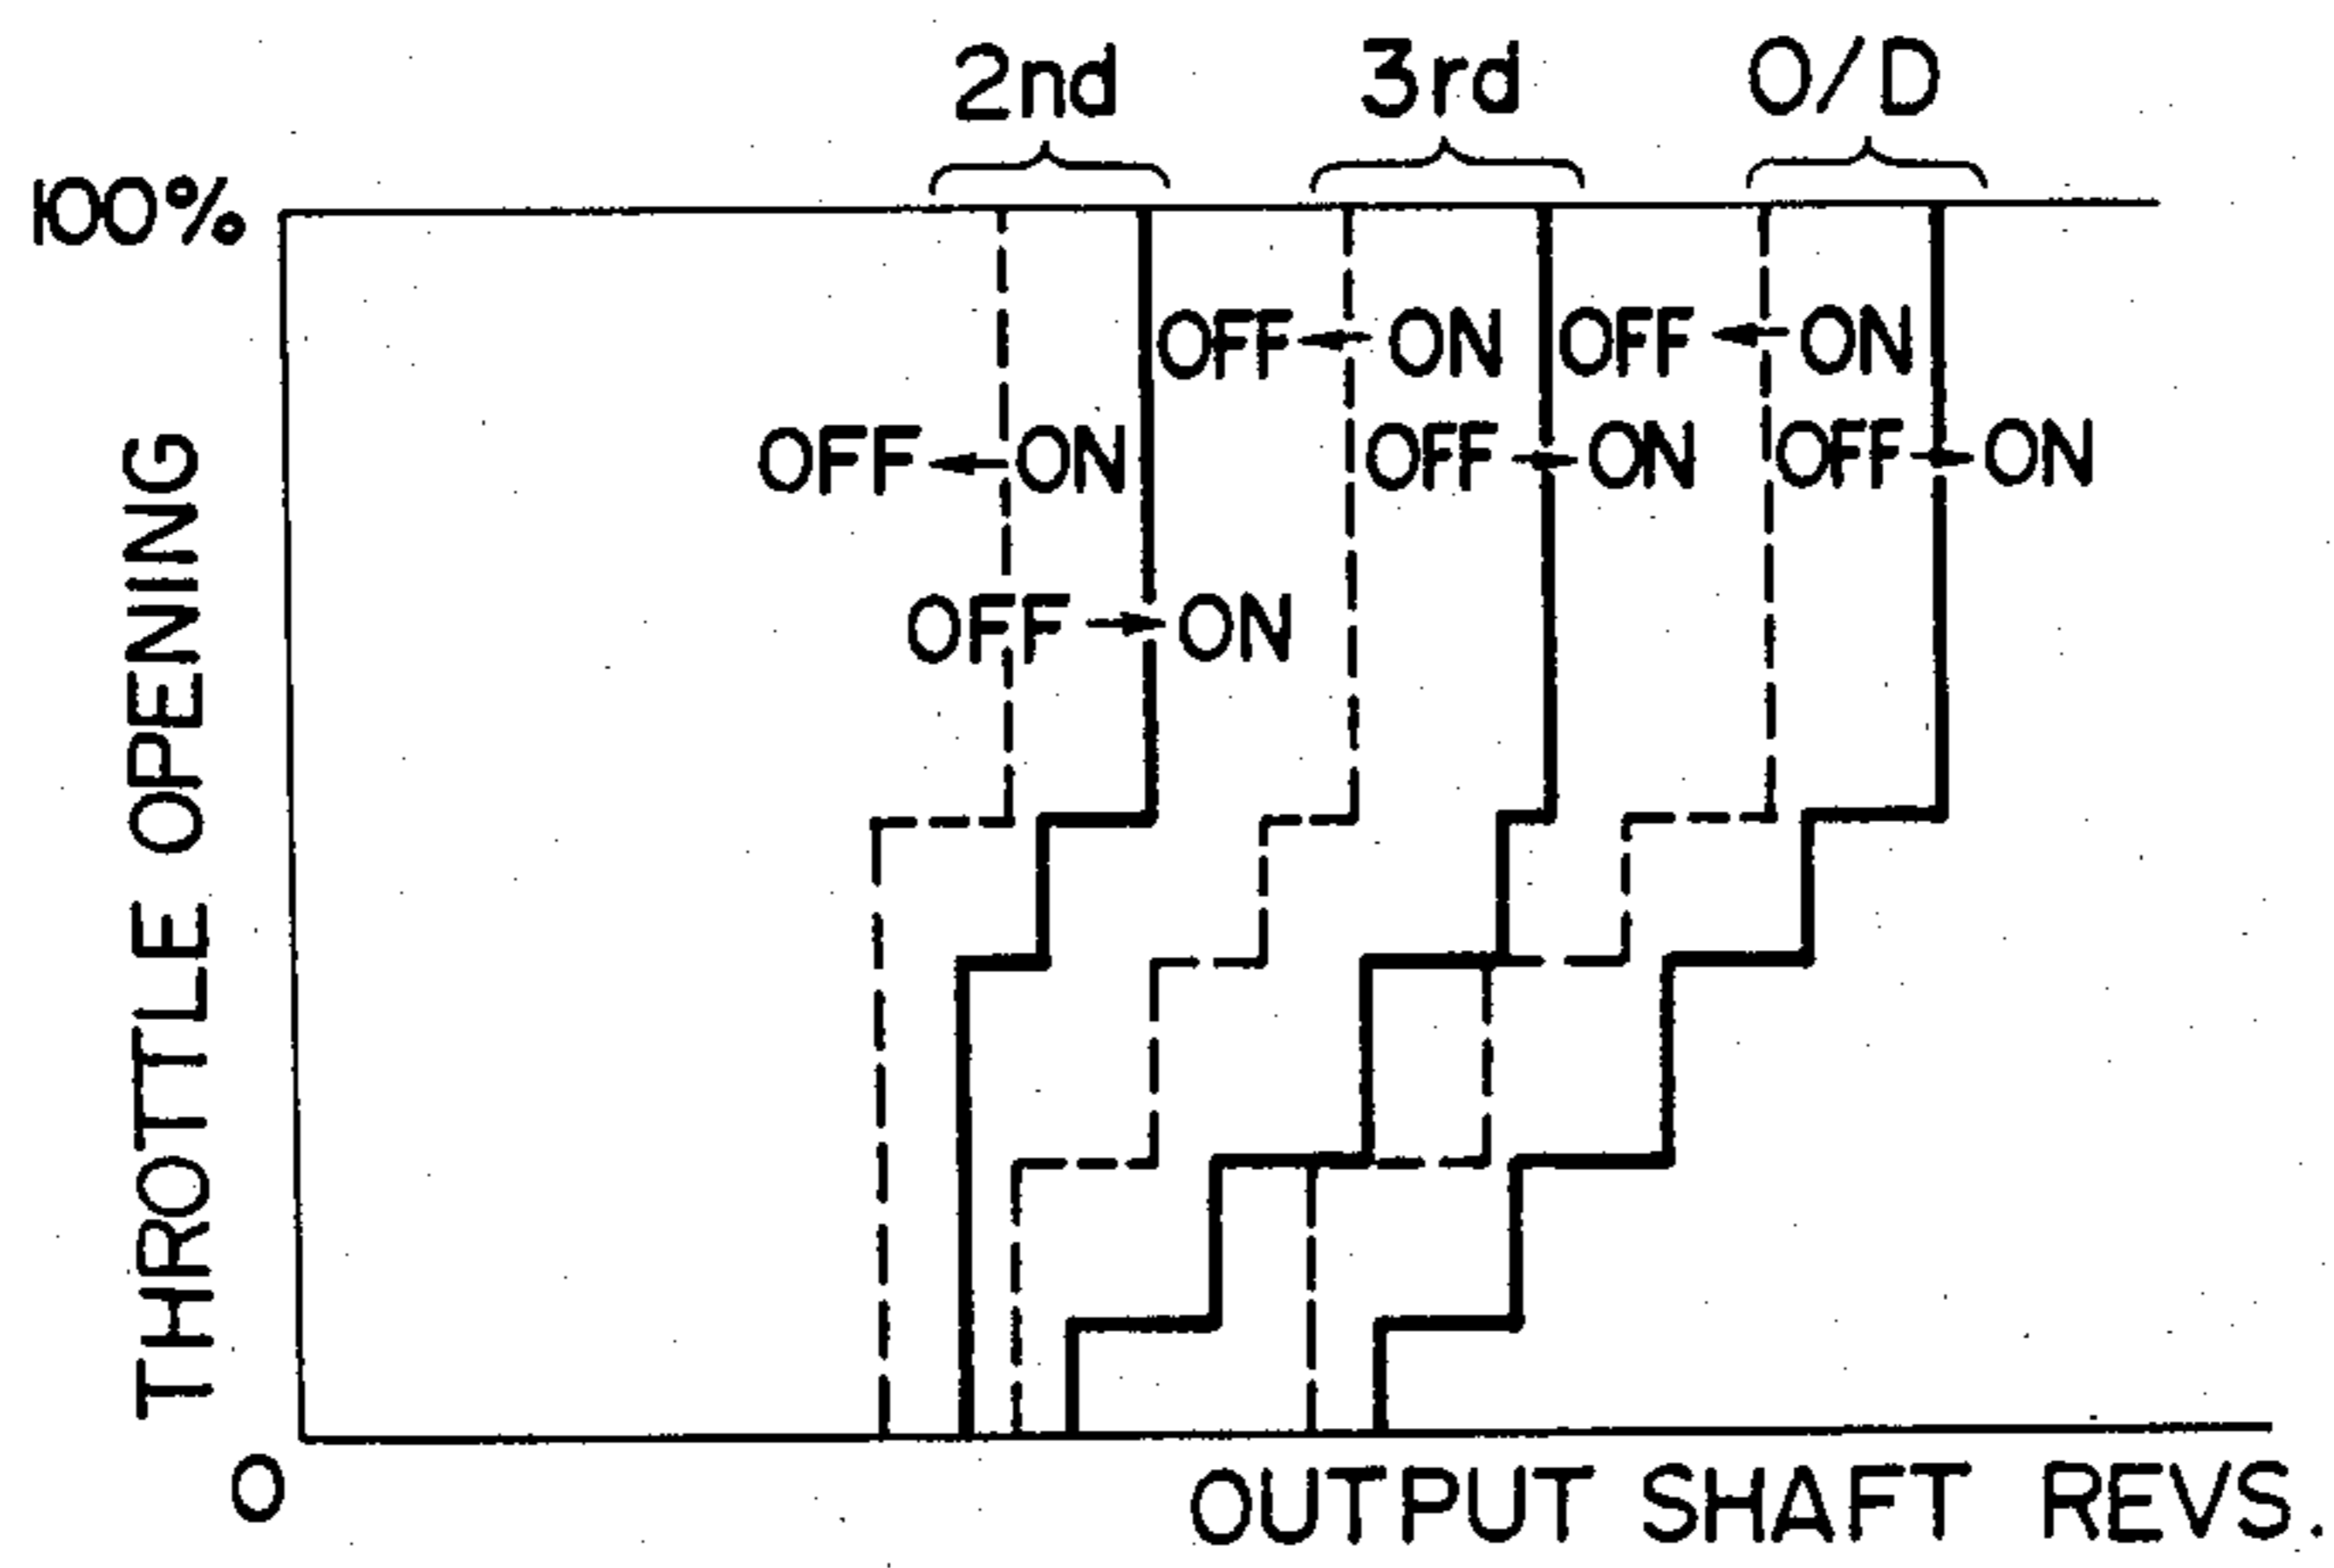 2nd 3rd O/D
100%
OFF ← ON OFF ← ON
OFF ← ON OFF → ON OFF → ON
OFF → ON
THROTTLE OPENING
O
OUTPUT SHAFT REVS.